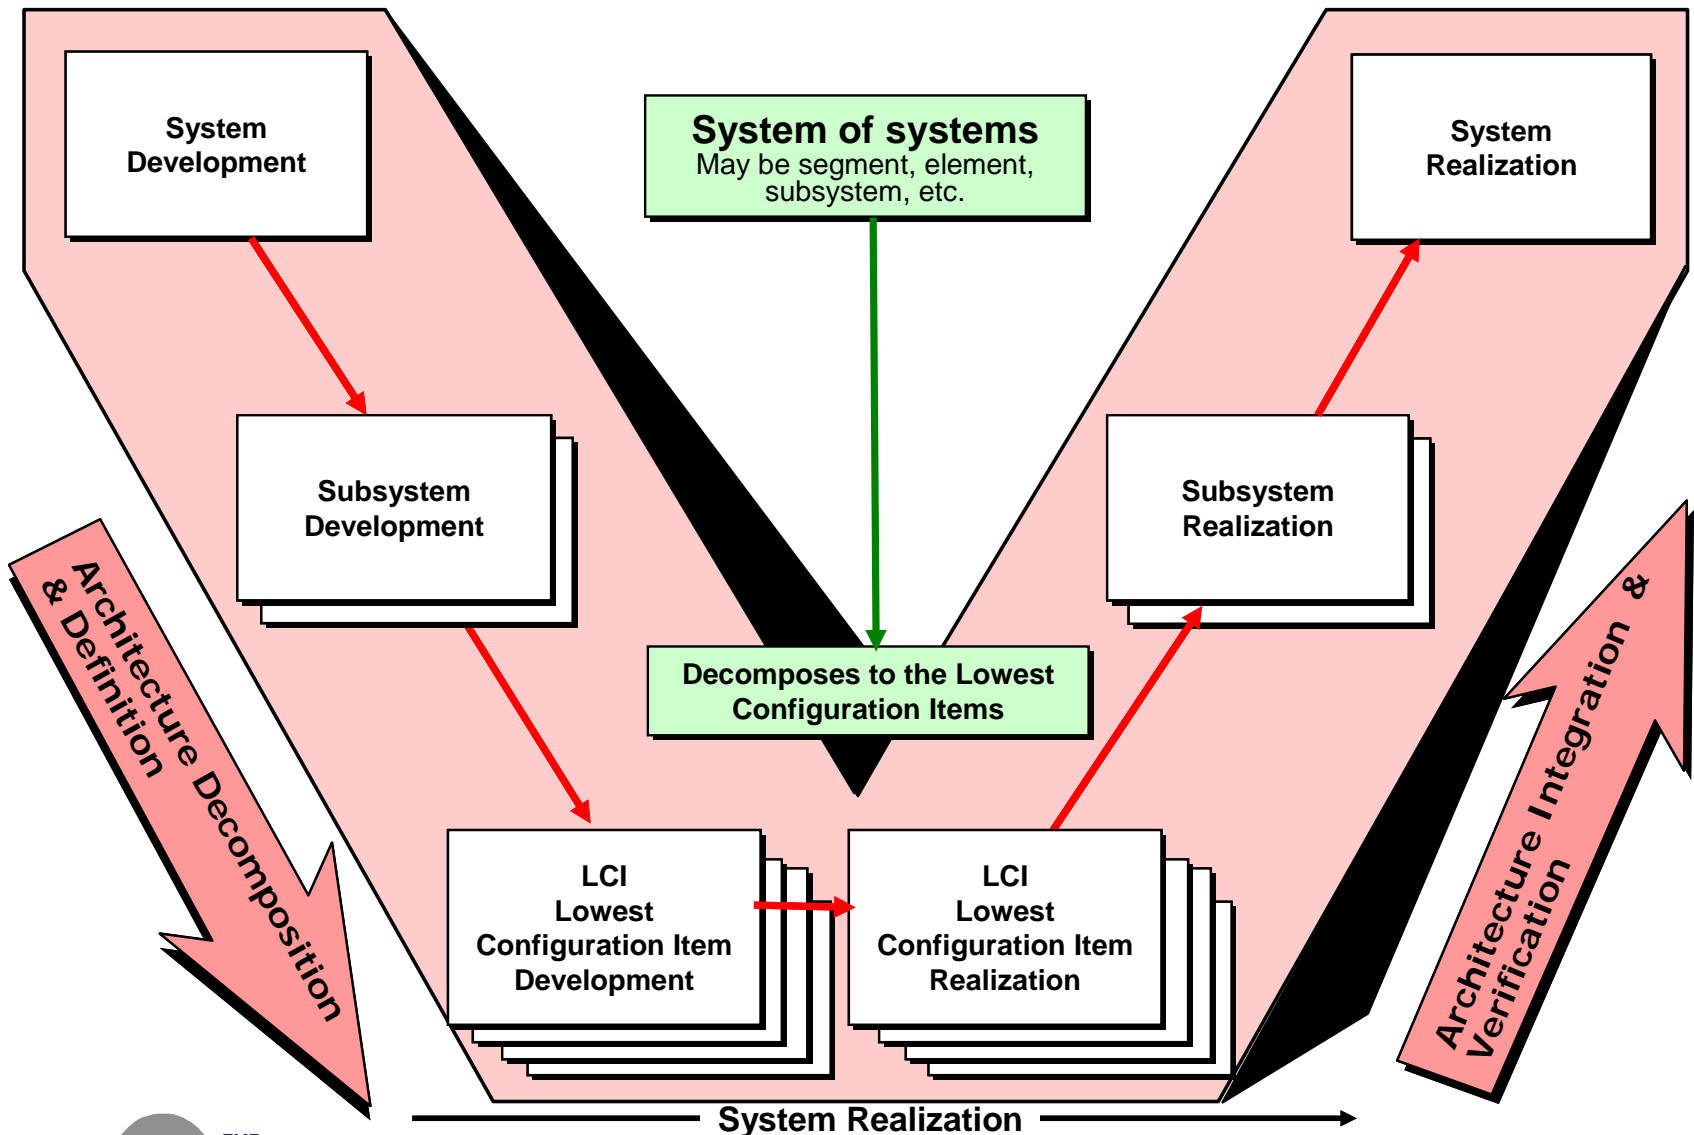 System
Development
System of systems
May be segment, element,
subsystem, etc.
System
Realization
Subsystem
Development
Subsystem
Realization
Architecture Decomposition
& Definition
Decomposes to the Lowest
Configuration Items
Architecture Integration &
Verification
LCI
Lowest
Configuration Item
Development
LCI
Lowest
Configuration Item
Realization
System Realization